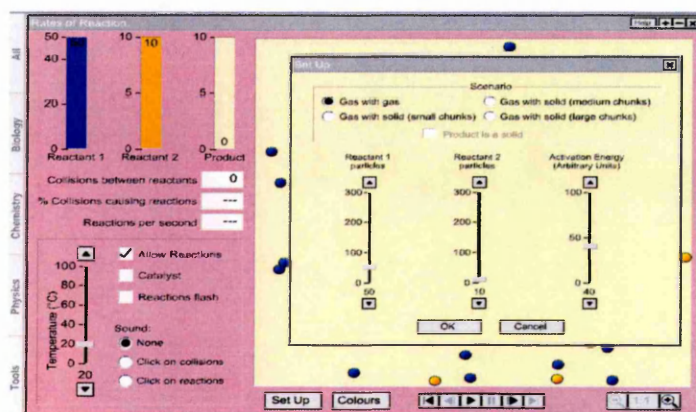 Rates of Reaction
Help
All
Biology
Chemistry
Physics
Tools
50 10 10
10
40
20 5 5
0 0 0
0
Reactant 1 Reactant 2 Product
Collisions between reactants 0
% Collisions causing reactions ---
Reactions per second ---
Allow Reactions
Catalyst
Reactions flash
Temperature (°C)
100
80
60
40
20
0
20
Sound:
None
Click on collisions
Click on reactions
Set Up
Scenario
Gas with gas Gas with solid (medium chunks)
Gas with solid (small chunks) Gas with solid (large chunks)
Product is a solid
Reactant 1 particles
300
200
100
0
50
Reactant 2 particles
300
200
100
0
10
Activation Energy (Arbitrary Units)
100
50
0
40
OK Cancel
Set Up Colours
1:1